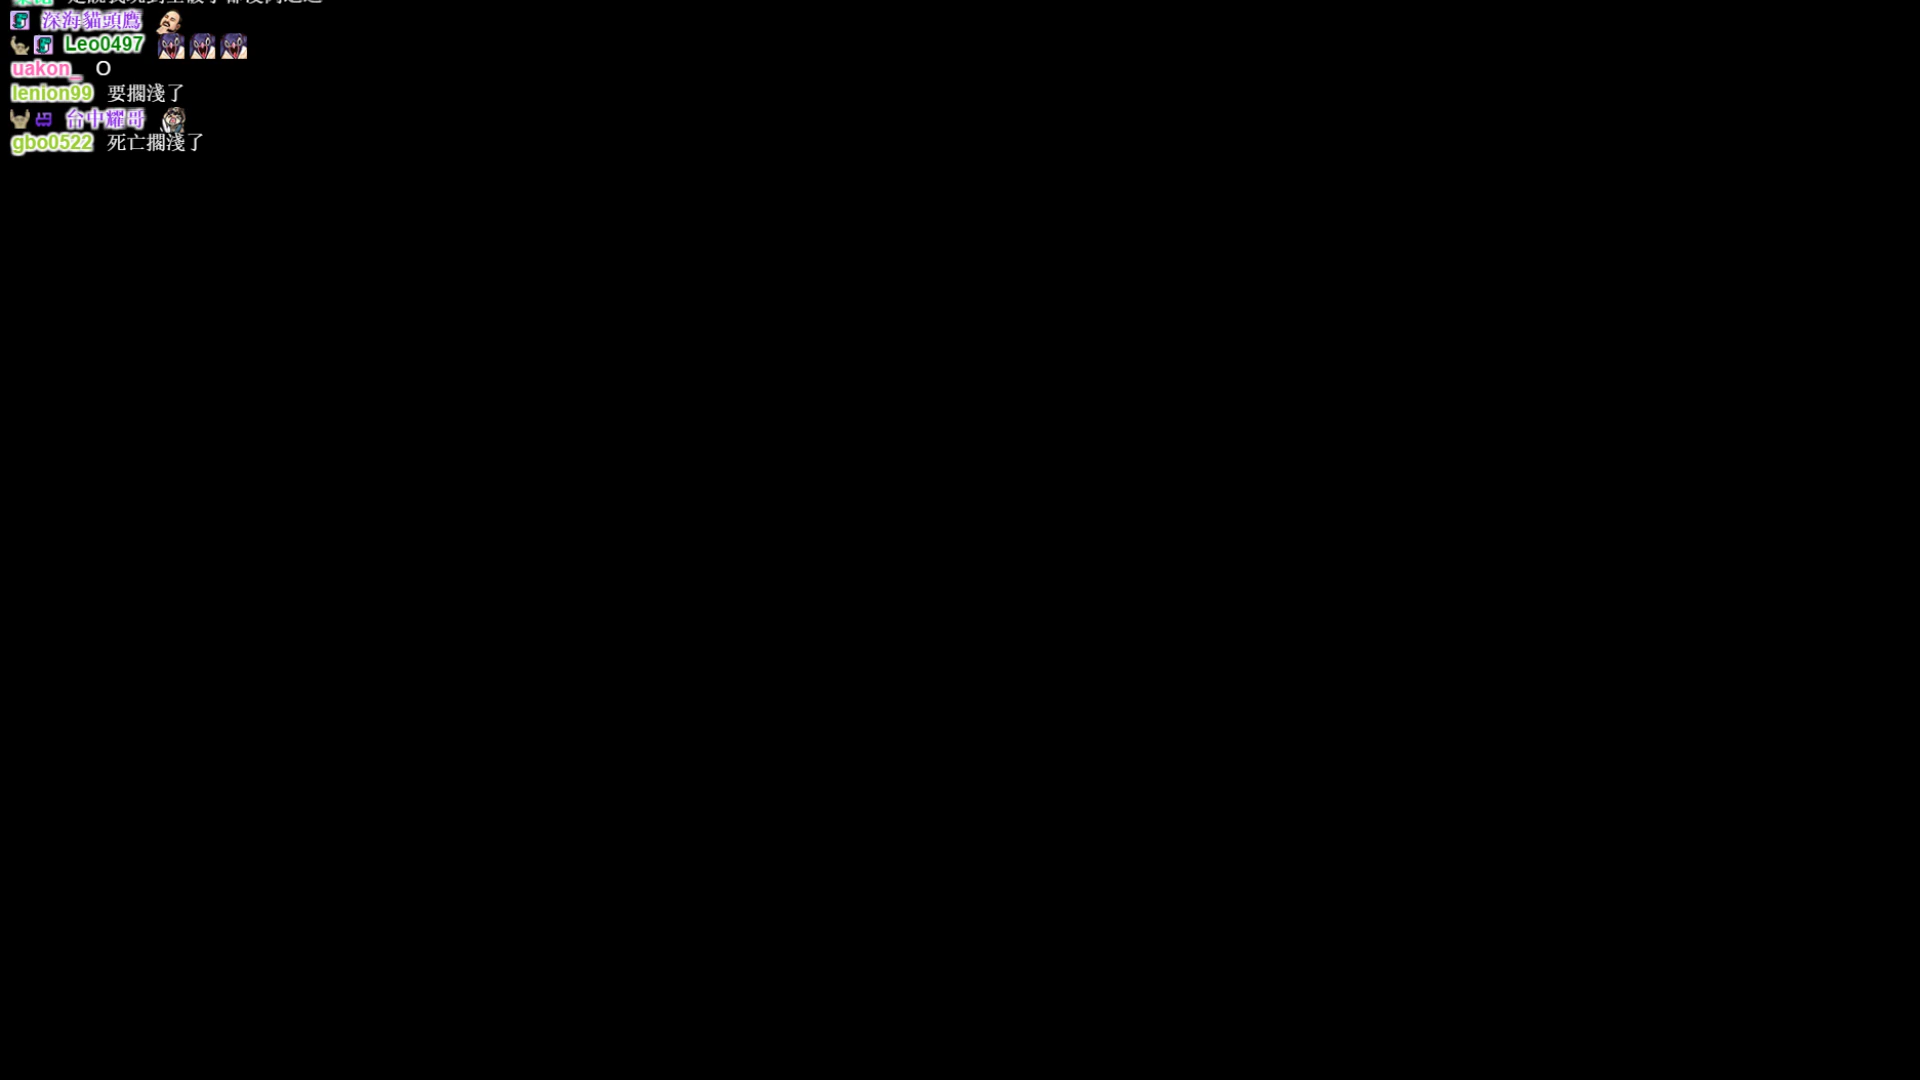 深海貓頭鷹
Leo0497
uakon_ O
lenion99 要擱淺了
台中耀哥
gbo0522 死亡擱淺了